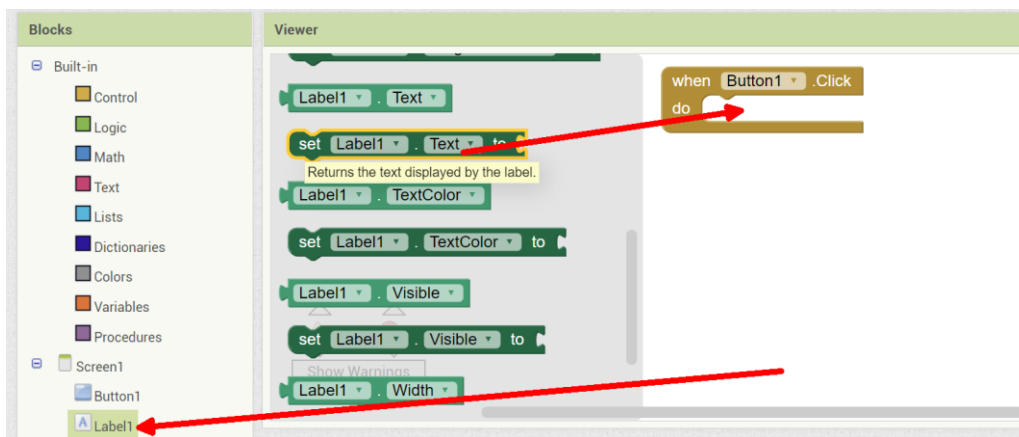 Blocks
Viewer
Built-in
Control
Logic
Math
Text
Lists
Dictionaries
Colors
Variables
Procedures
Screen1
Button1
Label1
Label1 . Text
set Label1 . Text to
Returns the text displayed by the label.
Label1 . TextColor
set Label1 . TextColor to
Label1 . Visible
set Label1 . Visible to
Show Warnings
Label1 . Width
when Button1 .Click
do